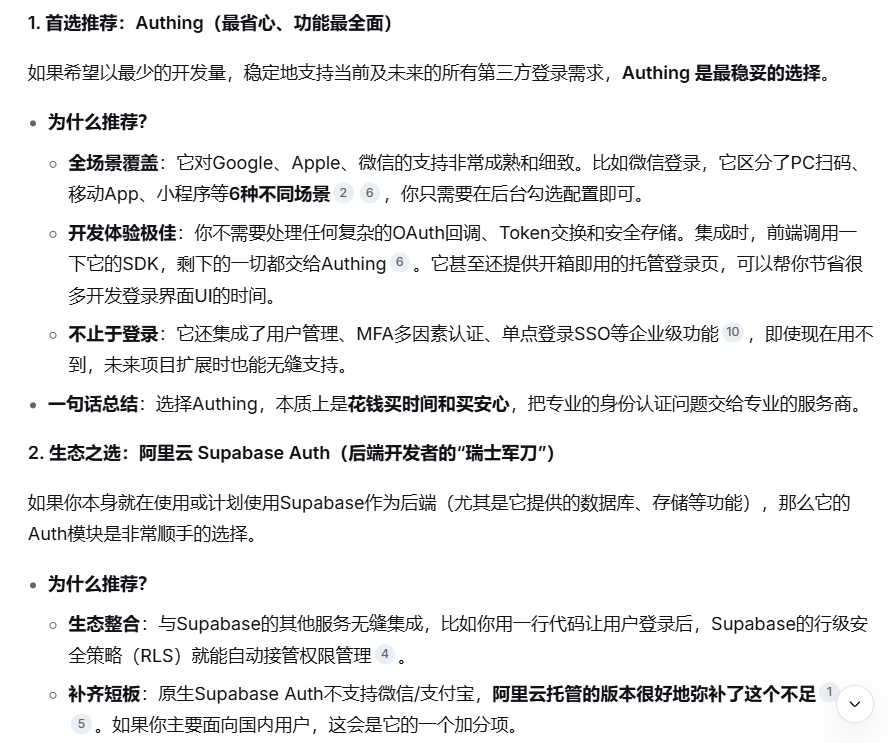 1. 首选推荐：Authing（最省心、功能最全面）
如果希望以最少的开发量，稳定地支持当前及未来的所有第三方登录需求，Authing 是最稳妥的选择。
为什么推荐？
全场景覆盖：它对Google、Apple、微信的支持非常成熟和细致。比如微信登录，它区分了PC扫码、
移动App、小程序等6种不同场景 2 6 ，你只需要在后台勾选配置即可。
开发体验极佳：你不需要处理任何复杂的OAuth回调、Token交换和安全存储。集成时，前端调用一
下它的SDK，剩下的一切都交给Authing 6 。它甚至还提供开箱即用的托管登录页，可以帮你节省很
多开发登录界面UI的时间。
不止于登录：它还集成了用户管理、MFA多因素认证、单点登录SSO等企业级功能 10 ，即使现在用不
到，未来项目扩展时也能无缝支持。
一句话总结：选择Authing，本质上是花钱买时间和买安心，把专业的身份认证问题交给专业的服务商。
2. 生态之选：阿里云 Supabase Auth（后端开发者的“瑞士军刀”）
如果你本身就在使用或计划使用Supabase作为后端（尤其是它提供的数据库、存储等功能），那么它的
Auth模块是非常顺手的选择。
为什么推荐？
生态整合：与Supabase的其他服务无缝集成，比如你用一行代码让用户登录后，Supabase的行级安
全策略（RLS）就能自动接管权限管理 4 。
补齐短板：原生Supabase Auth不支持微信/支付宝，阿里云托管的版本很好地弥补了这个不足 1
5 。如果你主要面向国内用户，这会是它的一个加分项。